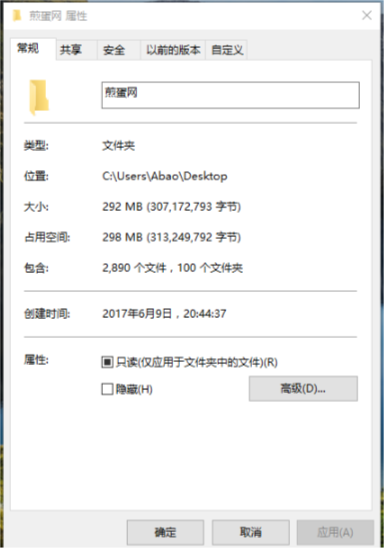 煎蛋网 属性
常规 共享 安全 以前的版本 自定义
煎蛋网
类型: 文件夹
位置: C:\Users\Abao\Desktop
大小: 292 MB (307,172,793 字节)
占用空间: 298 MB (313,249,792 字节)
包含: 2,890 个文件，100 个文件夹
创建时间: 2017年6月9日，20:44:37
属性: 只读(仅应用于文件夹中的文件)(R)
隐藏(H) 高级(D)...
确定 取消 应用(A)